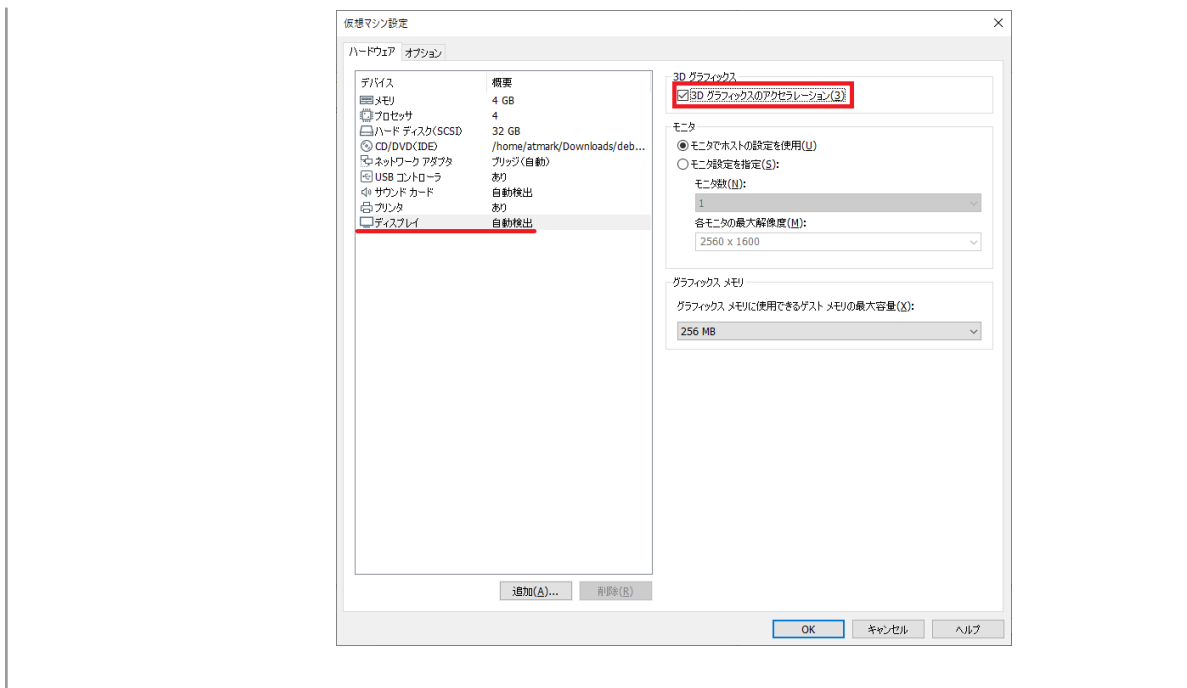 仮想マシン設定
ハードウェア オプション
デバイス 概要
メモリ 4 GB
プロセッサ 4
ハード ディスク(SCSI) 32 GB
CD/DVD(IDE) /home/atmark/Downloads/deb...
ネットワーク アダプタ ブリッジ(自動)
USB コントローラ あり
サウンド カード 自動検出
プリンタ あり
ディスプレイ 自動検出
追加(A)... 削除(R)
3D グラフィックス
3D グラフィックスのアクセラレーション(3)
モニタ
モニタでホストの設定を使用(U)
モニタ設定を指定(S):
モニタ数(N):
1
各モニタの最大解像度(M):
2560 x 1600
グラフィックス メモリ
グラフィックス メモリに使用できるゲスト メモリの最大容量(X):
256 MB
OK キャンセル ヘルプ